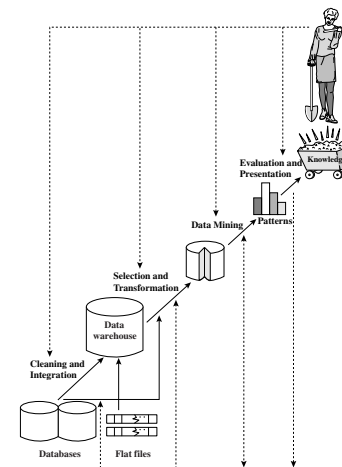 Evaluation and
Presentation
Data Mining
Patterns
Selection and
Transformation
Data
warehouse
Cleaning and
Integration
Databases
Flat files